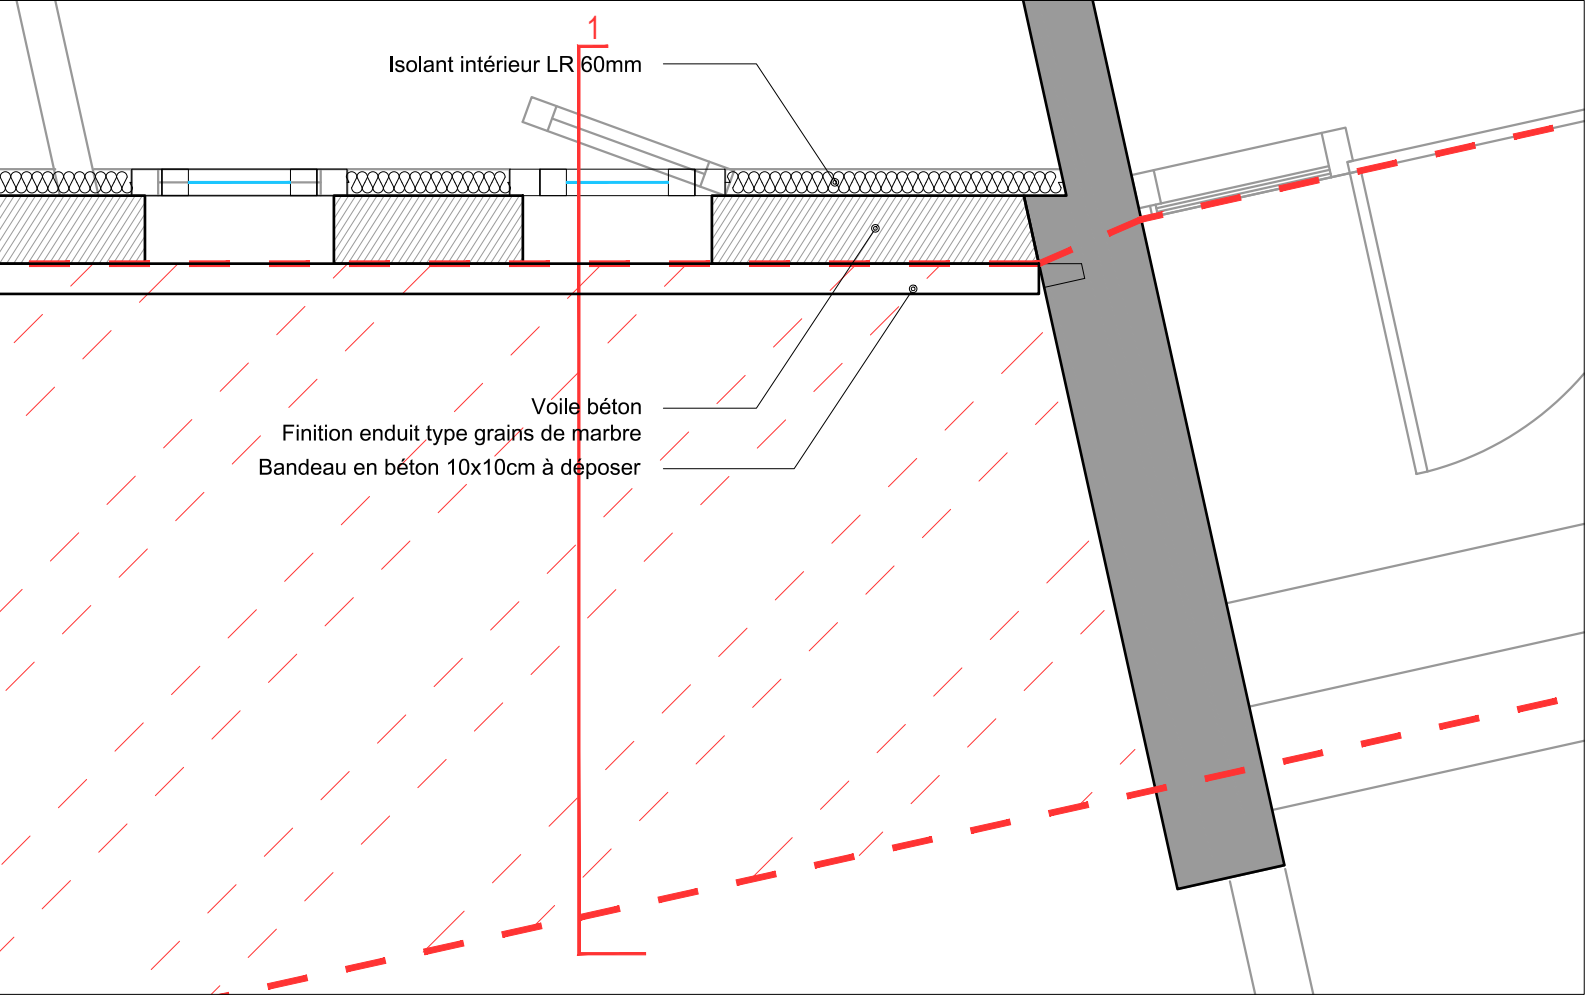 1
Isolant intérieur LR 60mm
Voile béton
Finition enduit type grains de marbre
Bandeau en béton 10x10cm à déposer